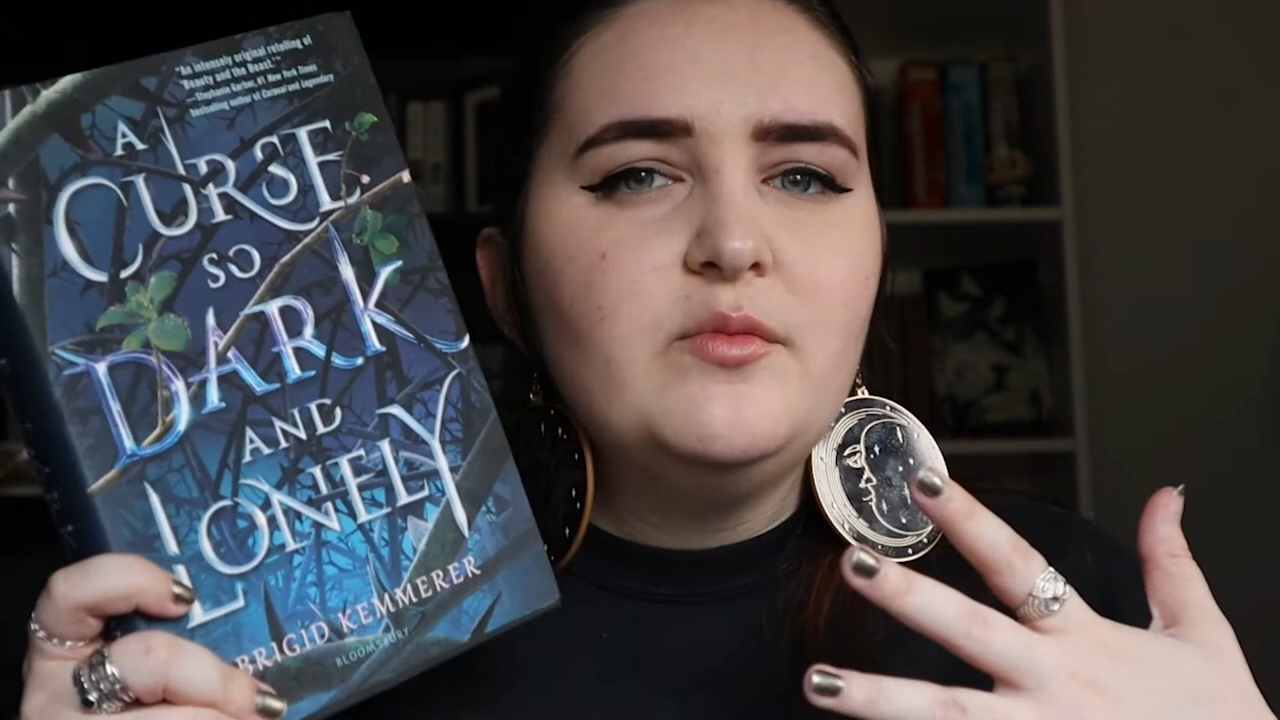 "An intensely original retelling of
'Beauty and the Beast.'"
—Stephanie Garber, #1 New York Times
bestselling author of Caraval and Legendary
A
CURSE
SO
DARK
AND
LONELY
BRIGID KEMMERER
BLOOMSBURY